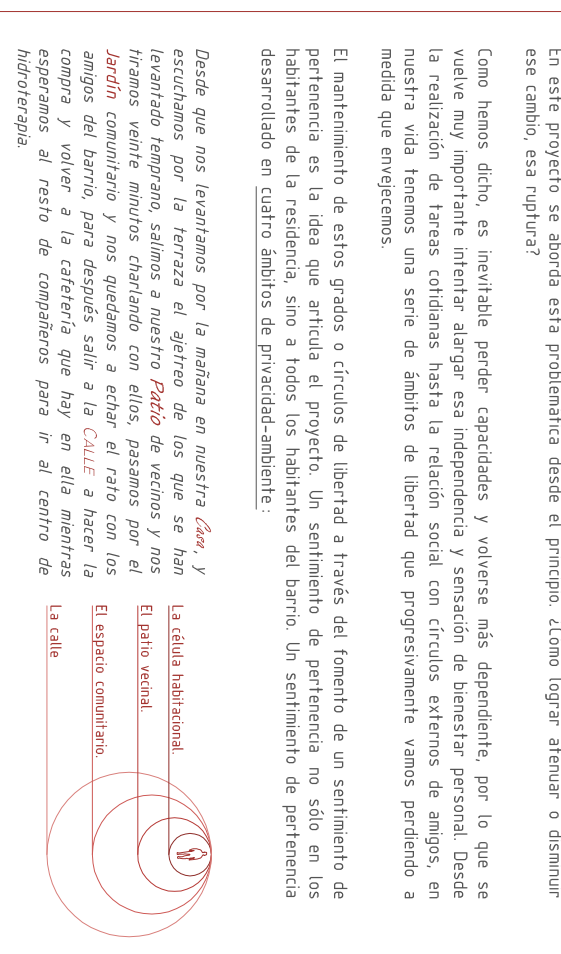 En este proyecto se aborda esta problemática desde el principio. ¿Como lograr atenuar o disminuir
ese cambio, esa ruptura?
Como hemos dicho, es inevitable perder capacidades y volverse más dependiente, por lo que se
vuelve muy importante intentar alargar esa independencia y sensación de bienestar personal. Desde
la realización de tareas cotidianas hasta la relación social con círculos externos de amigos, en
nuestra vida tenemos una serie de ámbitos de libertad que progresivamente vamos perdiendo a
medida que envejecemos.
El mantenimiento de estos grados o círculos de libertad a través del fomento de un sentimiento de
pertenencia es la idea que articula el proyecto. Un sentimiento de pertenencia no sólo en los
habitantes de la residencia, sino a todos los habitantes del barrio. Un sentimiento de pertenencia
desarrollado en cuatro ámbitos de privacidad-ambiente :
Desde que nos levantamos por la mañana en nuestra Casa, y
escuchamos por la terraza el ajetreo de los que se han
levantado temprano, salimos a nuestro Patio de vecinos y nos
tiramos veinte minutos charlando con ellos, pasamos por el
Jardín comunitario y nos quedamos a echar el rato con los
amigos del barrio, para después salir a la CALLE a hacer la
compra y volver a la cafetería que hay en ella mientras
esperamos al resto de compañeros para ir al centro de
hidroterapia.
La célula habitacional.
El patio vecinal.
El espacio comunitario.
La calle